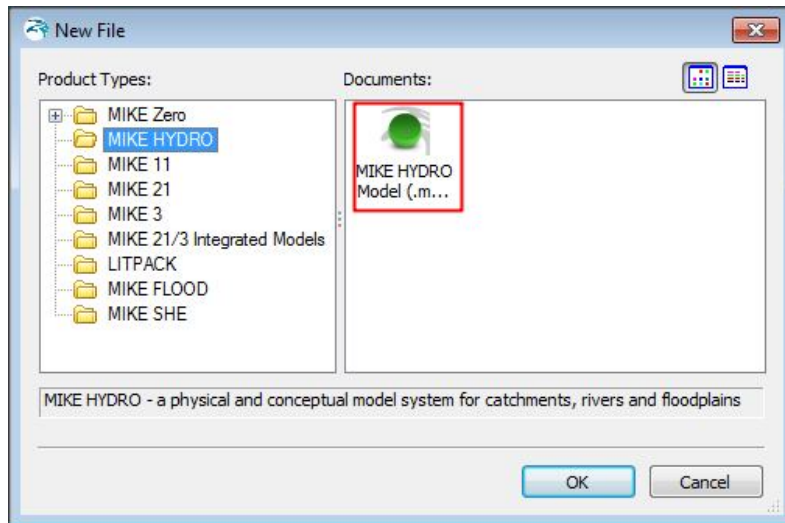 New File
Product Types:
Documents:
MIKE Zero
MIKE HYDRO
MIKE 11
MIKE 21
MIKE 3
MIKE 21/3 Integrated Models
LITPACK
MIKE FLOOD
MIKE SHE
MIKE HYDRO
Model (.m...
MIKE HYDRO - a physical and conceptual model system for catchments, rivers and floodplains
OK
Cancel